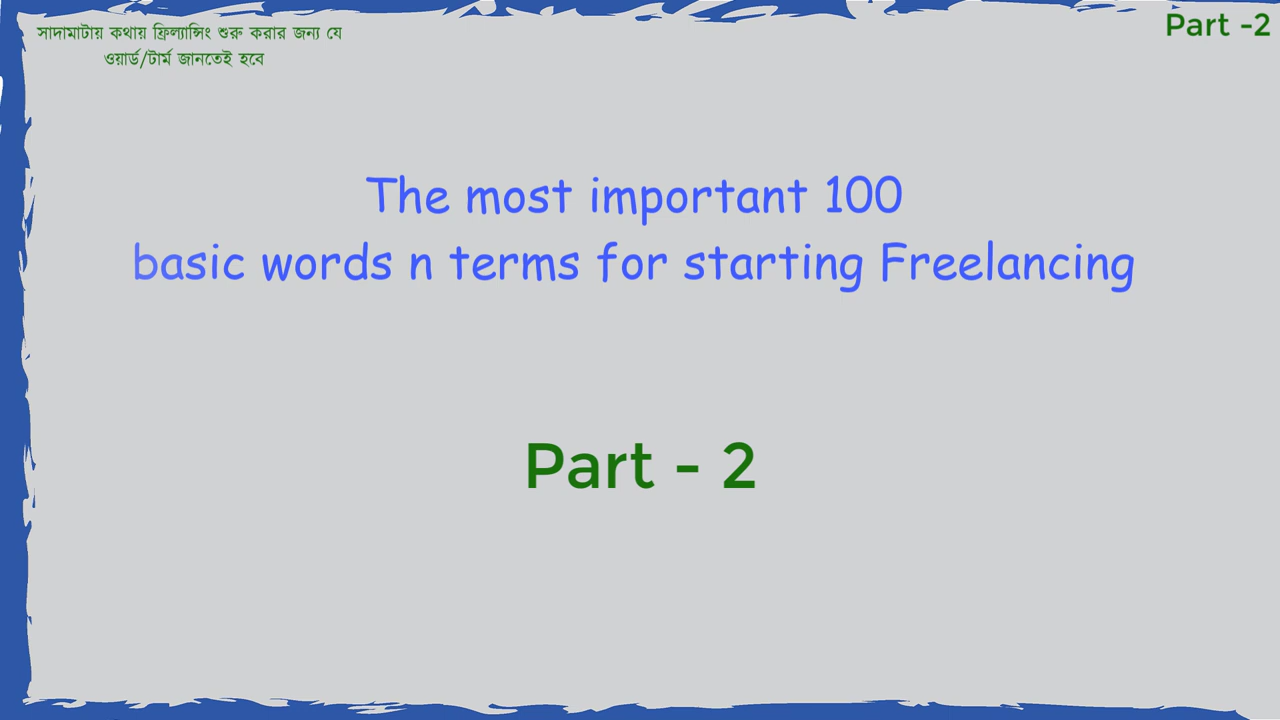 সাদামাটায় কথায় ফ্রিল্যান্সিং শুরু করার জন্য যে
ওয়ার্ড/টার্ম জানতেই হবে
Part -2
The most important 100
basic words n terms for starting Freelancing
Part - 2